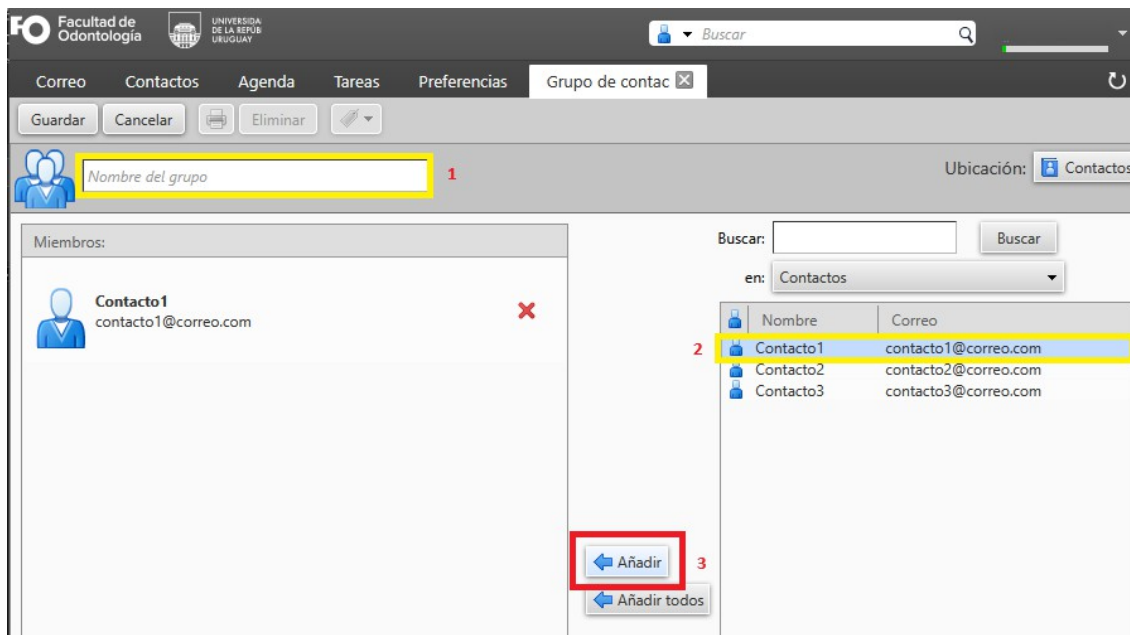 FO Facultad de
Odontología
UNIVERSIDA
DE LA REPÚB
URUGUAY
Buscar
Correo Contactos Agenda Tareas Preferencias Grupo de contac
Guardar Cancelar Eliminar
Nombre del grupo 1 Ubicación: Contactos
Miembros:
Contacto1
contacto1@correo.com
Buscar: Buscar
en: Contactos
Nombre Correo
2 Contacto1 contacto1@correo.com
Contacto2 contacto2@correo.com
Contacto3 contacto3@correo.com
Añadir 3
Añadir todos